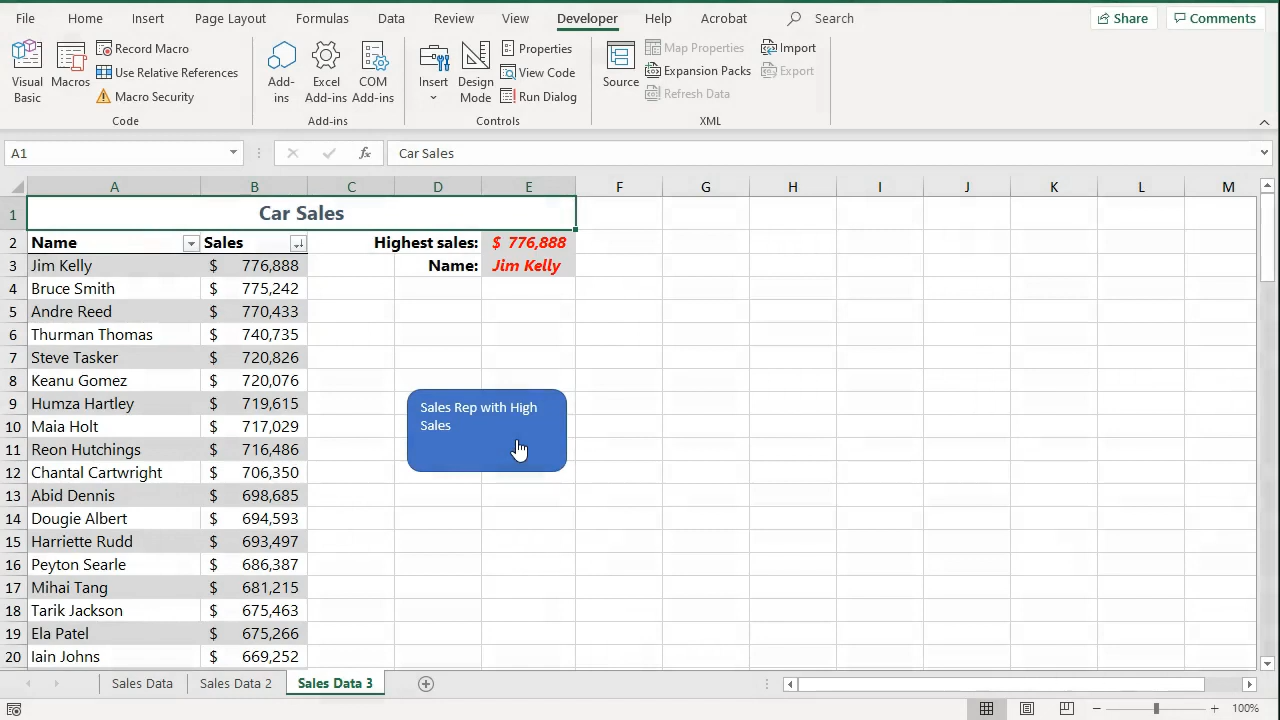 File Home Insert Page Layout Formulas Data Review View Developer Help Acrobat Search Share Comments
Visual Basic
Macros
Record Macro
Use Relative References
Macro Security
Code
Add-ins
Excel Add-ins
COM Add-ins
Add-ins
Insert
Design Mode
Properties
View Code
Run Dialog
Controls
Source
Map Properties
Expansion Packs
Refresh Data
Import
Export
XML
A1 fx Car Sales
A B C D E F G H I J K L M
1 Car Sales
2 Name Sales Highest sales: $ 776,888
3 Jim Kelly $ 776,888 Name: Jim Kelly
4 Bruce Smith $ 775,242
5 Andre Reed $ 770,433
6 Thurman Thomas $ 740,735
7 Steve Tasker $ 720,826
8 Keanu Gomez $ 720,076
9 Humza Hartley $ 719,615
10 Maia Holt $ 717,029
11 Reon Hutchings $ 716,486
12 Chantal Cartwright $ 706,350
13 Abid Dennis $ 698,685
14 Dougie Albert $ 694,593
15 Harriette Rudd $ 693,497
16 Peyton Searle $ 686,387
17 Mihai Tang $ 681,215
18 Tarik Jackson $ 675,463
19 Ela Patel $ 675,266
20 Iain Johns $ 669,252
Sales Rep with High
Sales
Sales Data Sales Data 2 Sales Data 3
100%